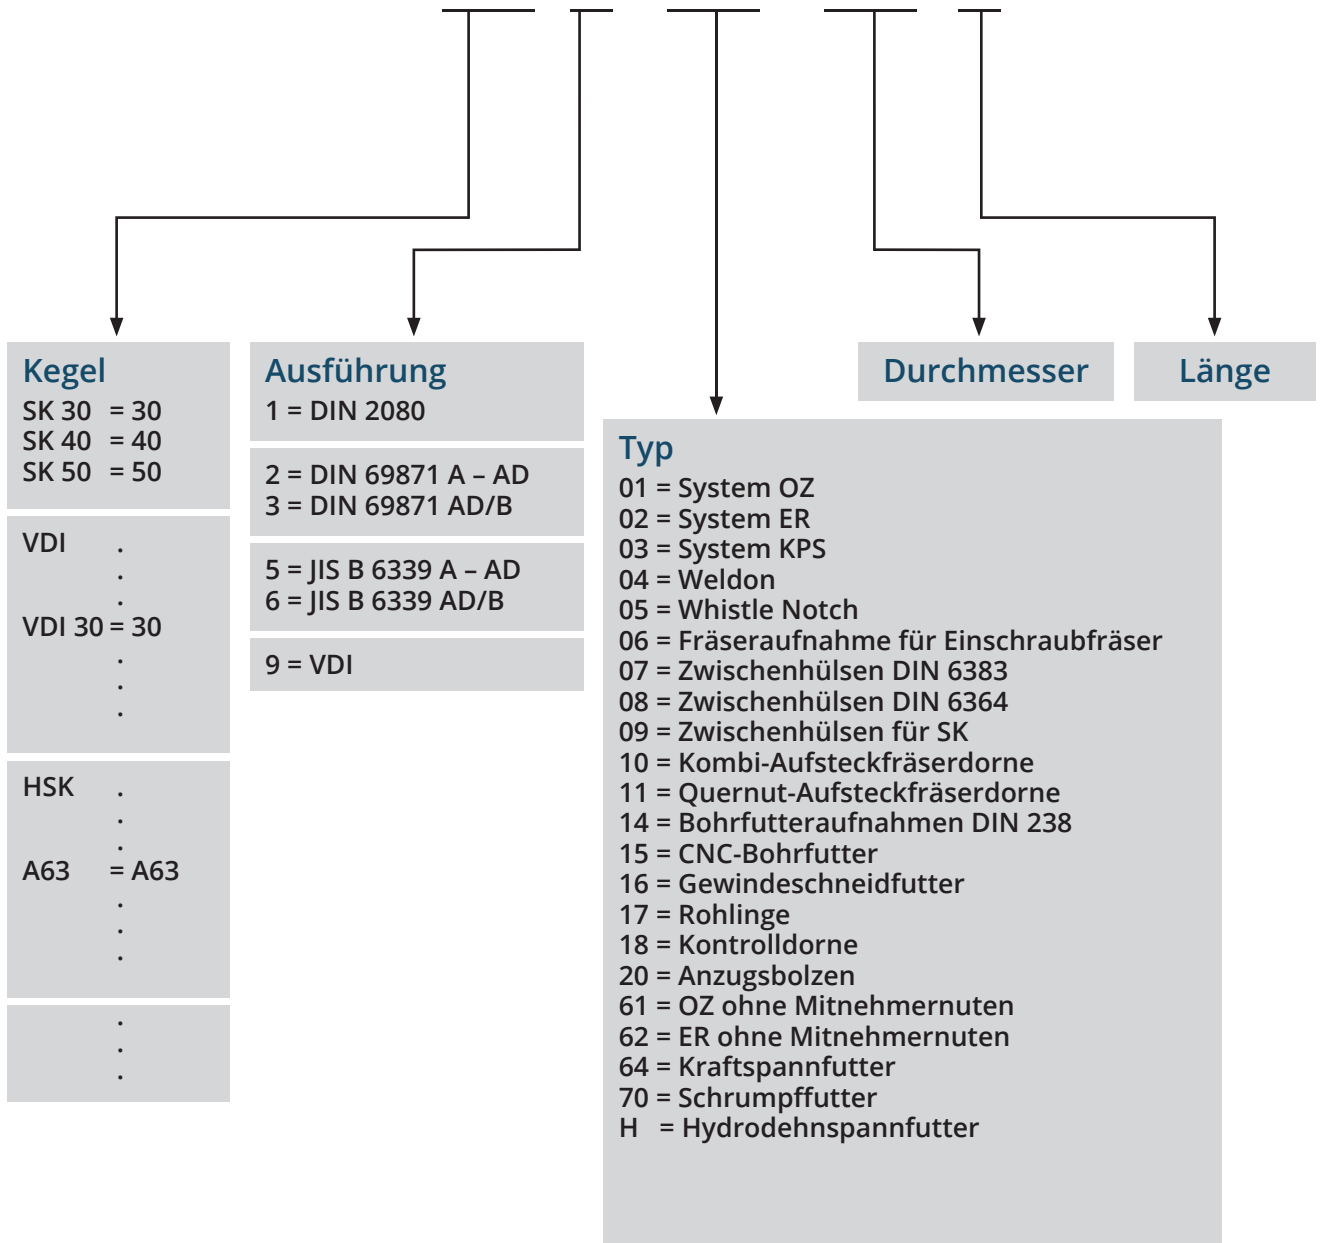 Kegel
SK 30 = 30
SK 40 = 40
SK 50 = 50
VDI .
.
.
VDI 30 = 30
.
.
.
HSK .
.
.
A63 = A63
.
.
.
.
.
.
Ausführung
1 = DIN 2080
2 = DIN 69871 A – AD
3 = DIN 69871 AD/B
5 = JIS B 6339 A – AD
6 = JIS B 6339 AD/B
9 = VDI
Typ
01 = System OZ
02 = System ER
03 = System KPS
04 = Weldon
05 = Whistle Notch
06 = Fräseraufnahme für Einschraubfräser
07 = Zwischenhülsen DIN 6383
08 = Zwischenhülsen DIN 6364
09 = Zwischenhülsen für SK
10 = Kombi-Aufsteckfräserdorne
11 = Quernut-Aufsteckfräserdorne
14 = Bohrfutteraufnahmen DIN 238
15 = CNC-Bohrfutter
16 = Gewindeschneidfutter
17 = Rohlinge
18 = Kontrolldorne
20 = Anzugsbolzen
61 = OZ ohne Mitnehmernuten
62 = ER ohne Mitnehmernuten
64 = Kraftspannfutter
70 = Schrumpffutter
H = Hydrodehnspannfutter
Durchmesser
Länge